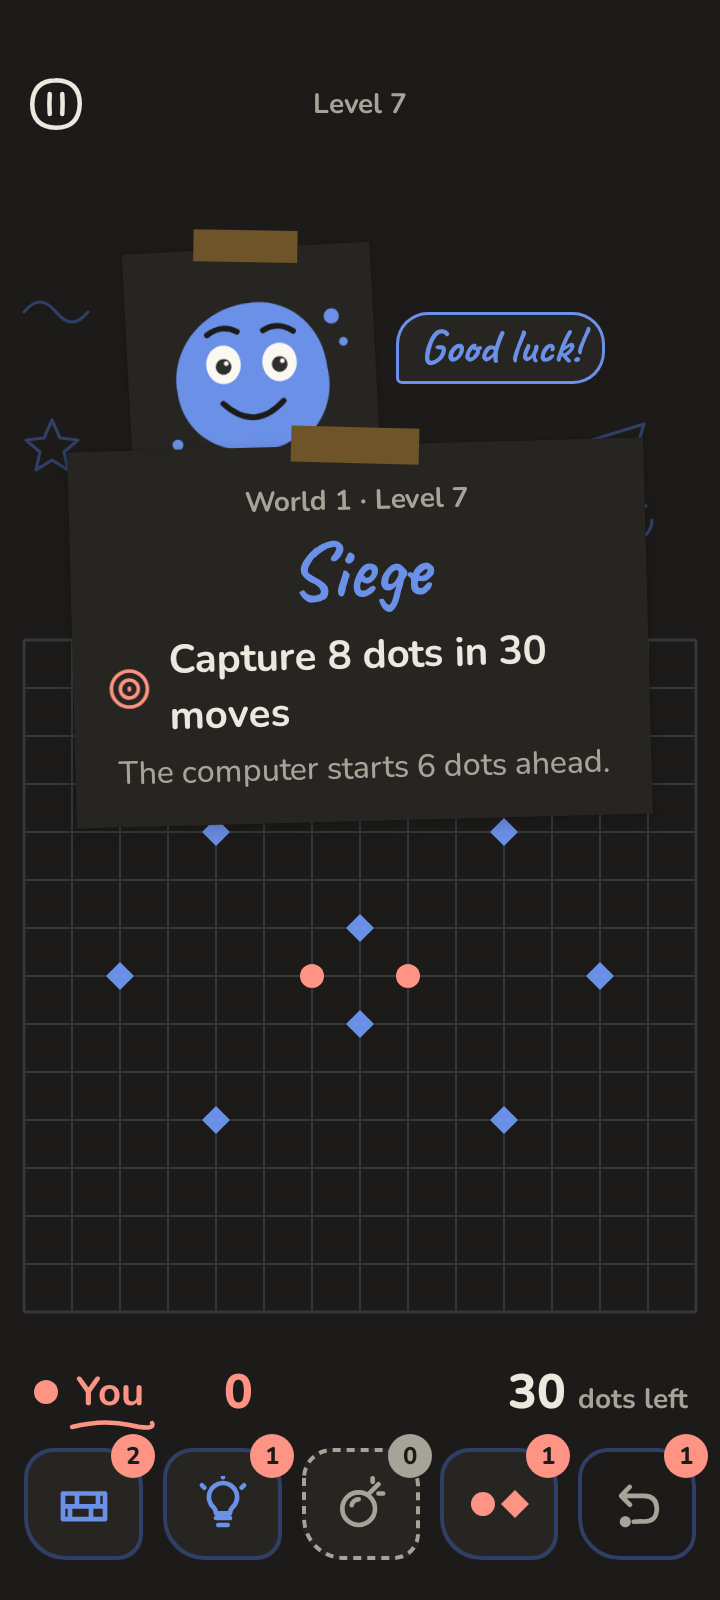 Level 7
Good luck!
World 1 · Level 7
Siege
Capture 8 dots in 30
moves
The computer starts 6 dots ahead.
You 0 30 dots left
2 1 0 1 1